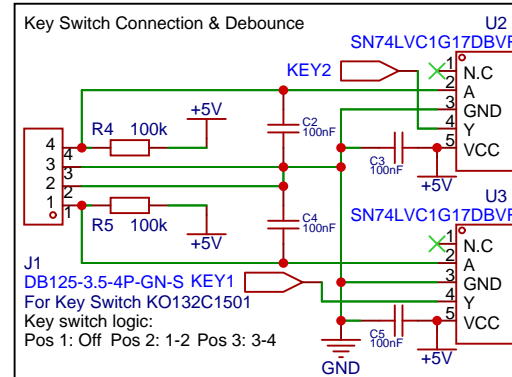 Key Switch Connection & Debounce
U2
SN74LVC1G17DBVR
KEY2
1 N.C
2 A
3 GND
4 Y
5 VCC
+5V
R4 100k
C2
100nF
C3
100nF
+5V
4 4
3 3
2 2
1 1
R5 100k
+5V
C4
100nF
U3
SN74LVC1G17DBVR
1 N.C
2 A
3 GND
4 Y
5 VCC
J1
DB125-3.5-4P-GN-S KEY1
For Key Switch KO132C1501
Key switch logic:
Pos 1: Off Pos 2: 1-2 Pos 3: 3-4
C5
100nF
+5V
GND